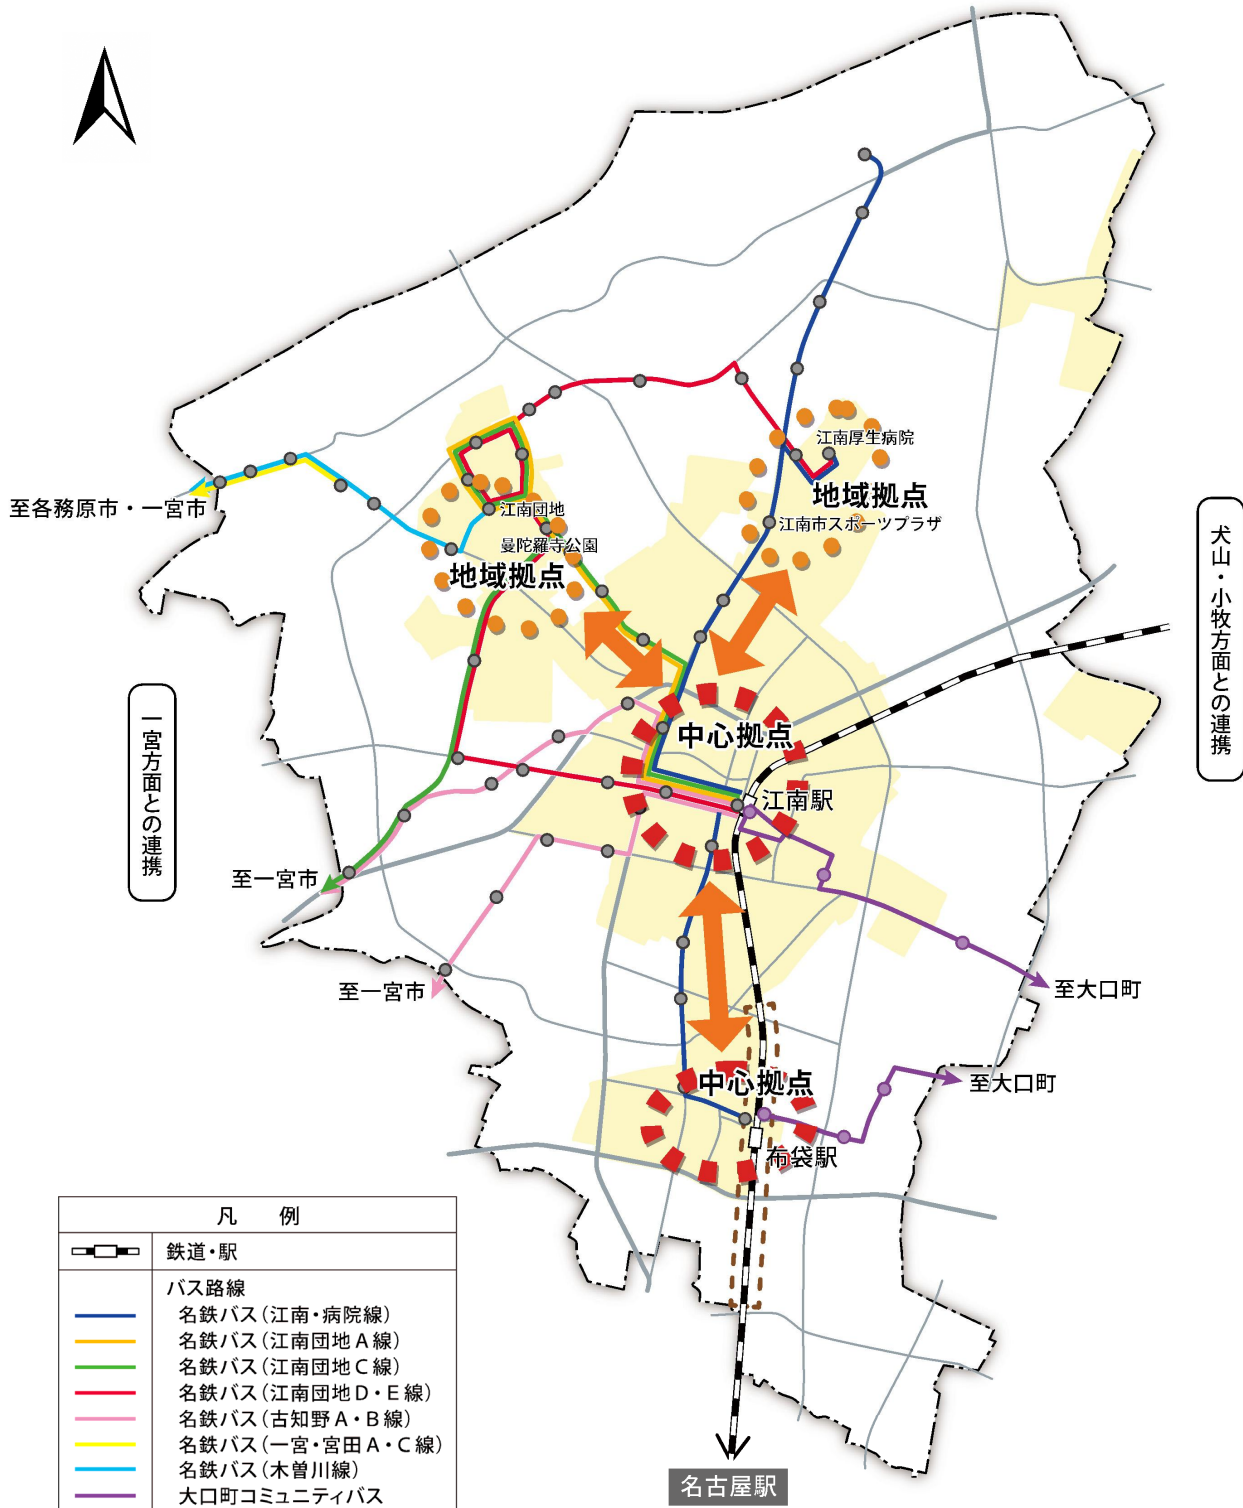 江南厚生病院
地域拠点
江南市スポーツプラザ
至各務原市・一宮市
江南団地
曼陀羅寺公園
地域拠点
犬山・小牧方面との連携
一宮方面との連携
中心拠点
江南駅
至一宮市
至一宮市
至大口町
至大口町
中心拠点
布袋駅
凡 例
鉄道・駅
バス路線
名鉄バス(江南・病院線)
名鉄バス(江南団地A線)
名鉄バス(江南団地C線)
名鉄バス(江南団地D・E線)
名鉄バス(古知野A・B線)
名鉄バス(一宮・宮田A・C線)
名鉄バス(木曽川線)
大口町コミュニティバス
名古屋駅